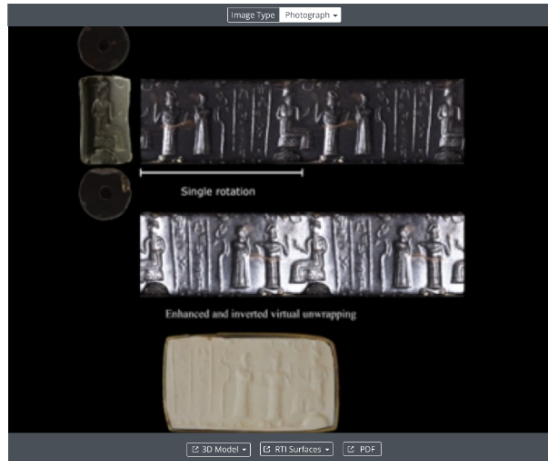 Image Type Photograph
Single rotation
Enhanced and inverted virtual unwrapping
3D Model
RTI Surfaces
PDF